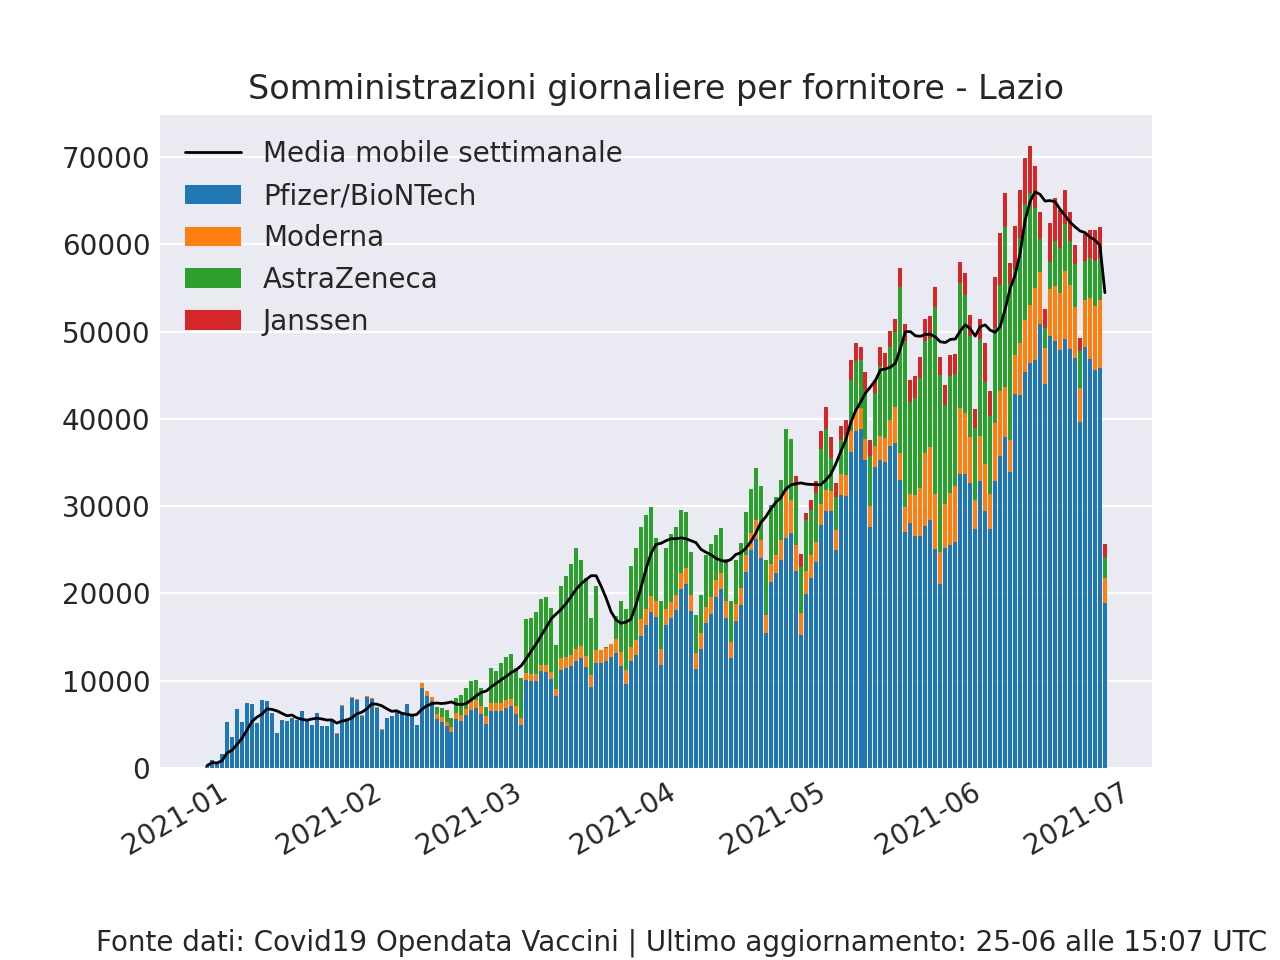 Somministrazioni giornaliere per fornitore - Lazio
Media mobile settimanale
Pfizer/BioNTech
Moderna
AstraZeneca
Janssen
70000
60000
50000
40000
30000
20000
10000
0
2021-01
2021-02
2021-03
2021-04
2021-05
2021-06
2021-07
Fonte dati: Covid19 Opendata Vaccini | Ultimo aggiornamento: 25-06 alle 15:07 UTC